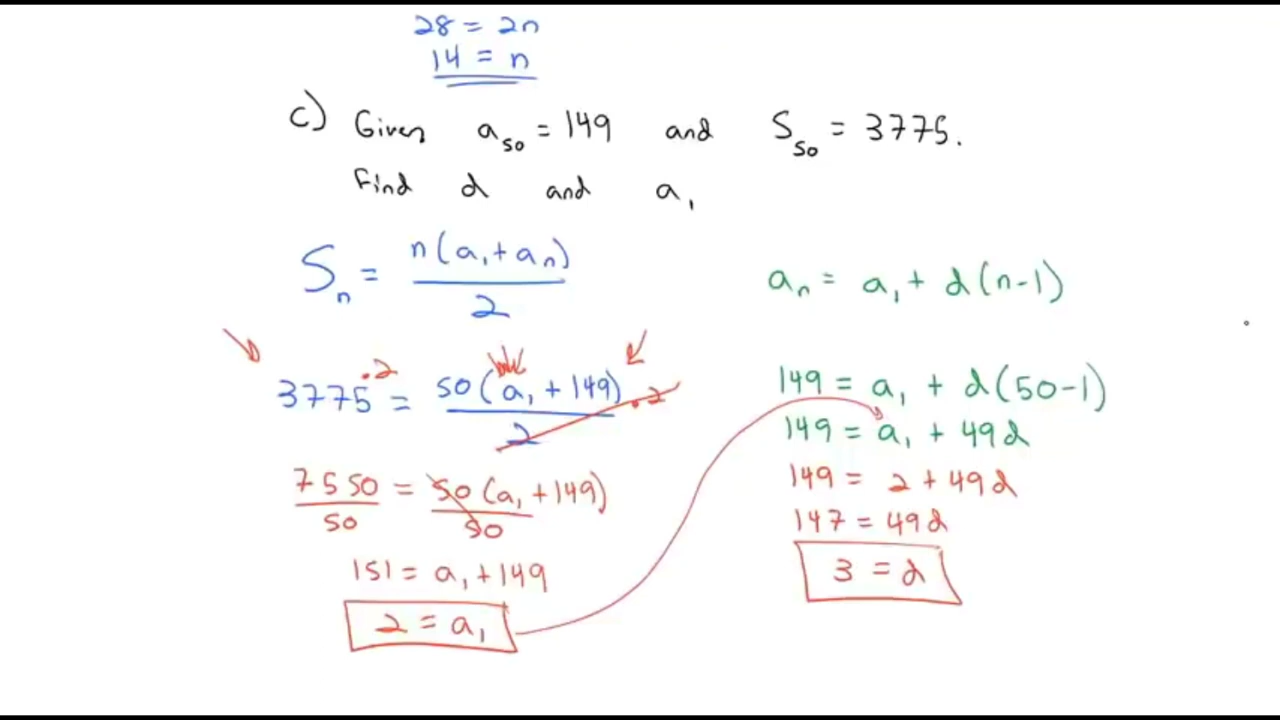 28 = 2n
14 = n
c) Given a₅₀ = 149 and S₅₀ = 3775.
Find d and a₁
Sₙ = n(a₁ + aₙ) / 2
3775 · 2 = 50(a₁ + 149) / 2 · 2
7550 / 50 = 50(a₁ + 149) / 50
151 = a₁ + 149
2 = a₁
aₙ = a₁ + d(n-1)
149 = a₁ + d(50-1)
149 = a₁ + 49d
149 = 2 + 49d
147 = 49d
3 = d